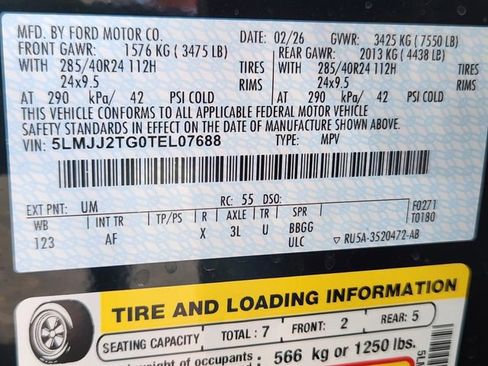 MFD. BY FORD MOTOR CO. DATE: 02/26 GVWR: 3425 KG ( 7550 LB)
FRONT GAWR: 1576 KG ( 3475 LB) REAR GAWR: 2013 KG ( 4438 LB)
WITH 285/40R24 112H TIRES WITH 285/40R24 112H TIRES
24x9.5 RIMS 24x9.5 RIMS
AT 290 kPa/ 42 PSI COLD AT 290 kPa/ 42 PSI COLD
THIS VEHICLE CONFORMS TO ALL APPLICABLE FEDERAL MOTOR VEHICLE
SAFETY STANDARDS IN EFFECT ON THE DATE OF MANUFACTURE SHOWN ABOVE.
VIN: 5LMJJ2TG0TEL07688 TYPE: MPV
EXT PNT: UM RC: 55 DSO: F0271
WB INT TR TP/PS R AXLE TR SPR T0180
123 AF X 3L U BBGG
ULC ▽ RU5A-3520472-AB
TIRE AND LOADING INFORMATION
SEATING CAPACITY TOTAL: 7 FRONT: 2 REAR: 5
weight of occupants 566 kg or 1250 lbs.